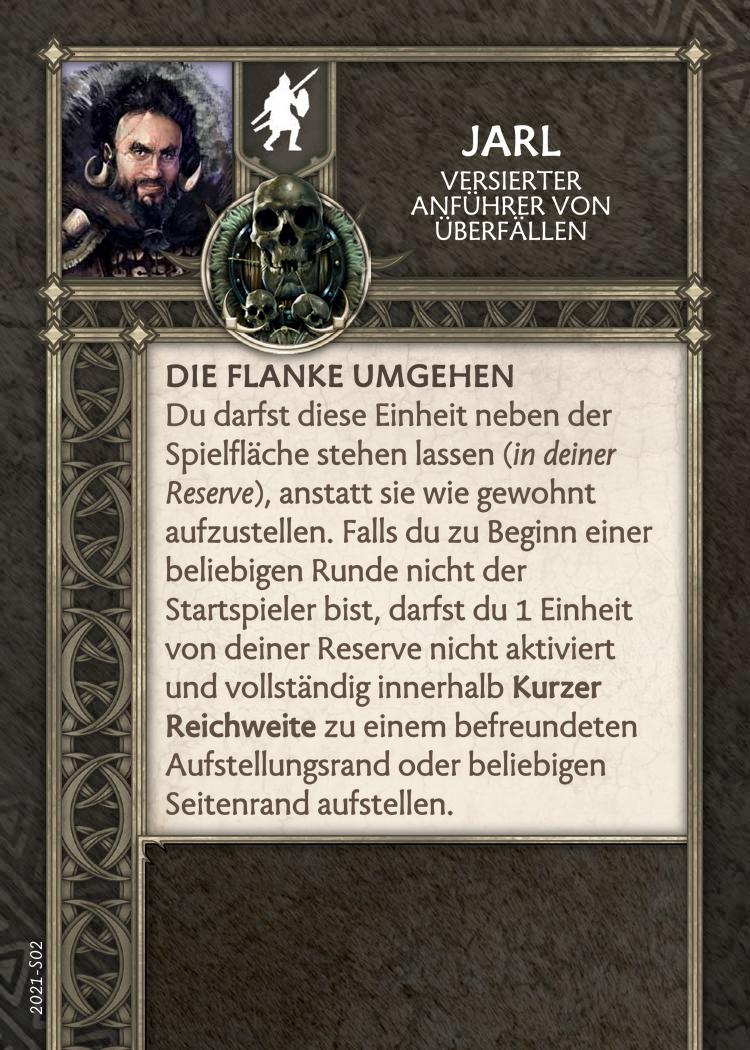 JARL
VERSIERTER
ANFÜHRER VON
ÜBERFÄLLEN
DIE FLANKE UMGEHEN
Du darfst diese Einheit neben der
Spielfläche stehen lassen (in deiner
Reserve), anstatt sie wie gewohnt
aufzustellen. Falls du zu Beginn einer
beliebigen Runde nicht der
Startspieler bist, darfst du 1 Einheit
von deiner Reserve nicht aktiviert
und vollständig innerhalb Kurzer
Reichweite zu einem befreundeten
Aufstellungsrand oder beliebigen
Seitenrand aufstellen.
2021-S02